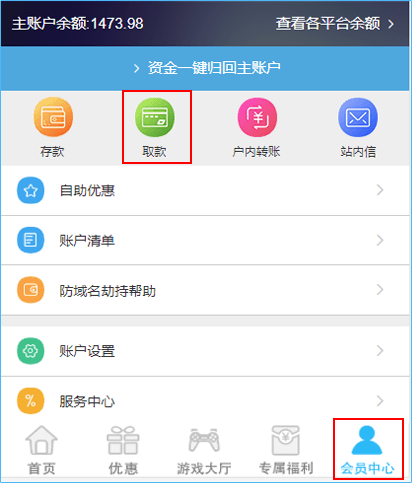 主账户余额:1473.98 查看各平台余额 >
> 资金一键归回主账户
存款 取款 户内转账 站内信
自助优惠
账户清单
防域名劫持帮助
账户设置
服务中心
首页 优惠 游戏大厅 专属福利 会员中心